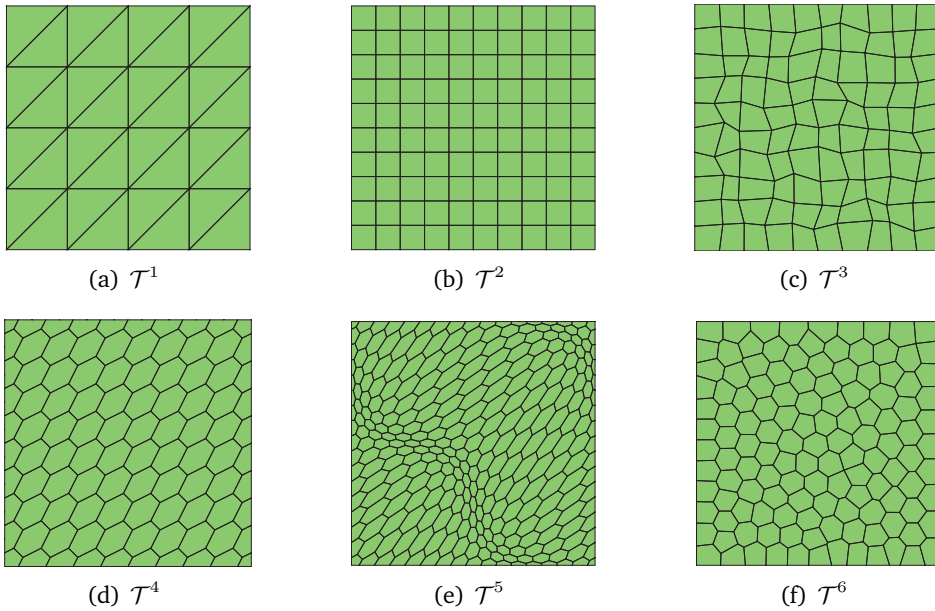 (a) 𝒯¹
(b) 𝒯²
(c) 𝒯³
(d) 𝒯⁴
(e) 𝒯⁵
(f) 𝒯⁶